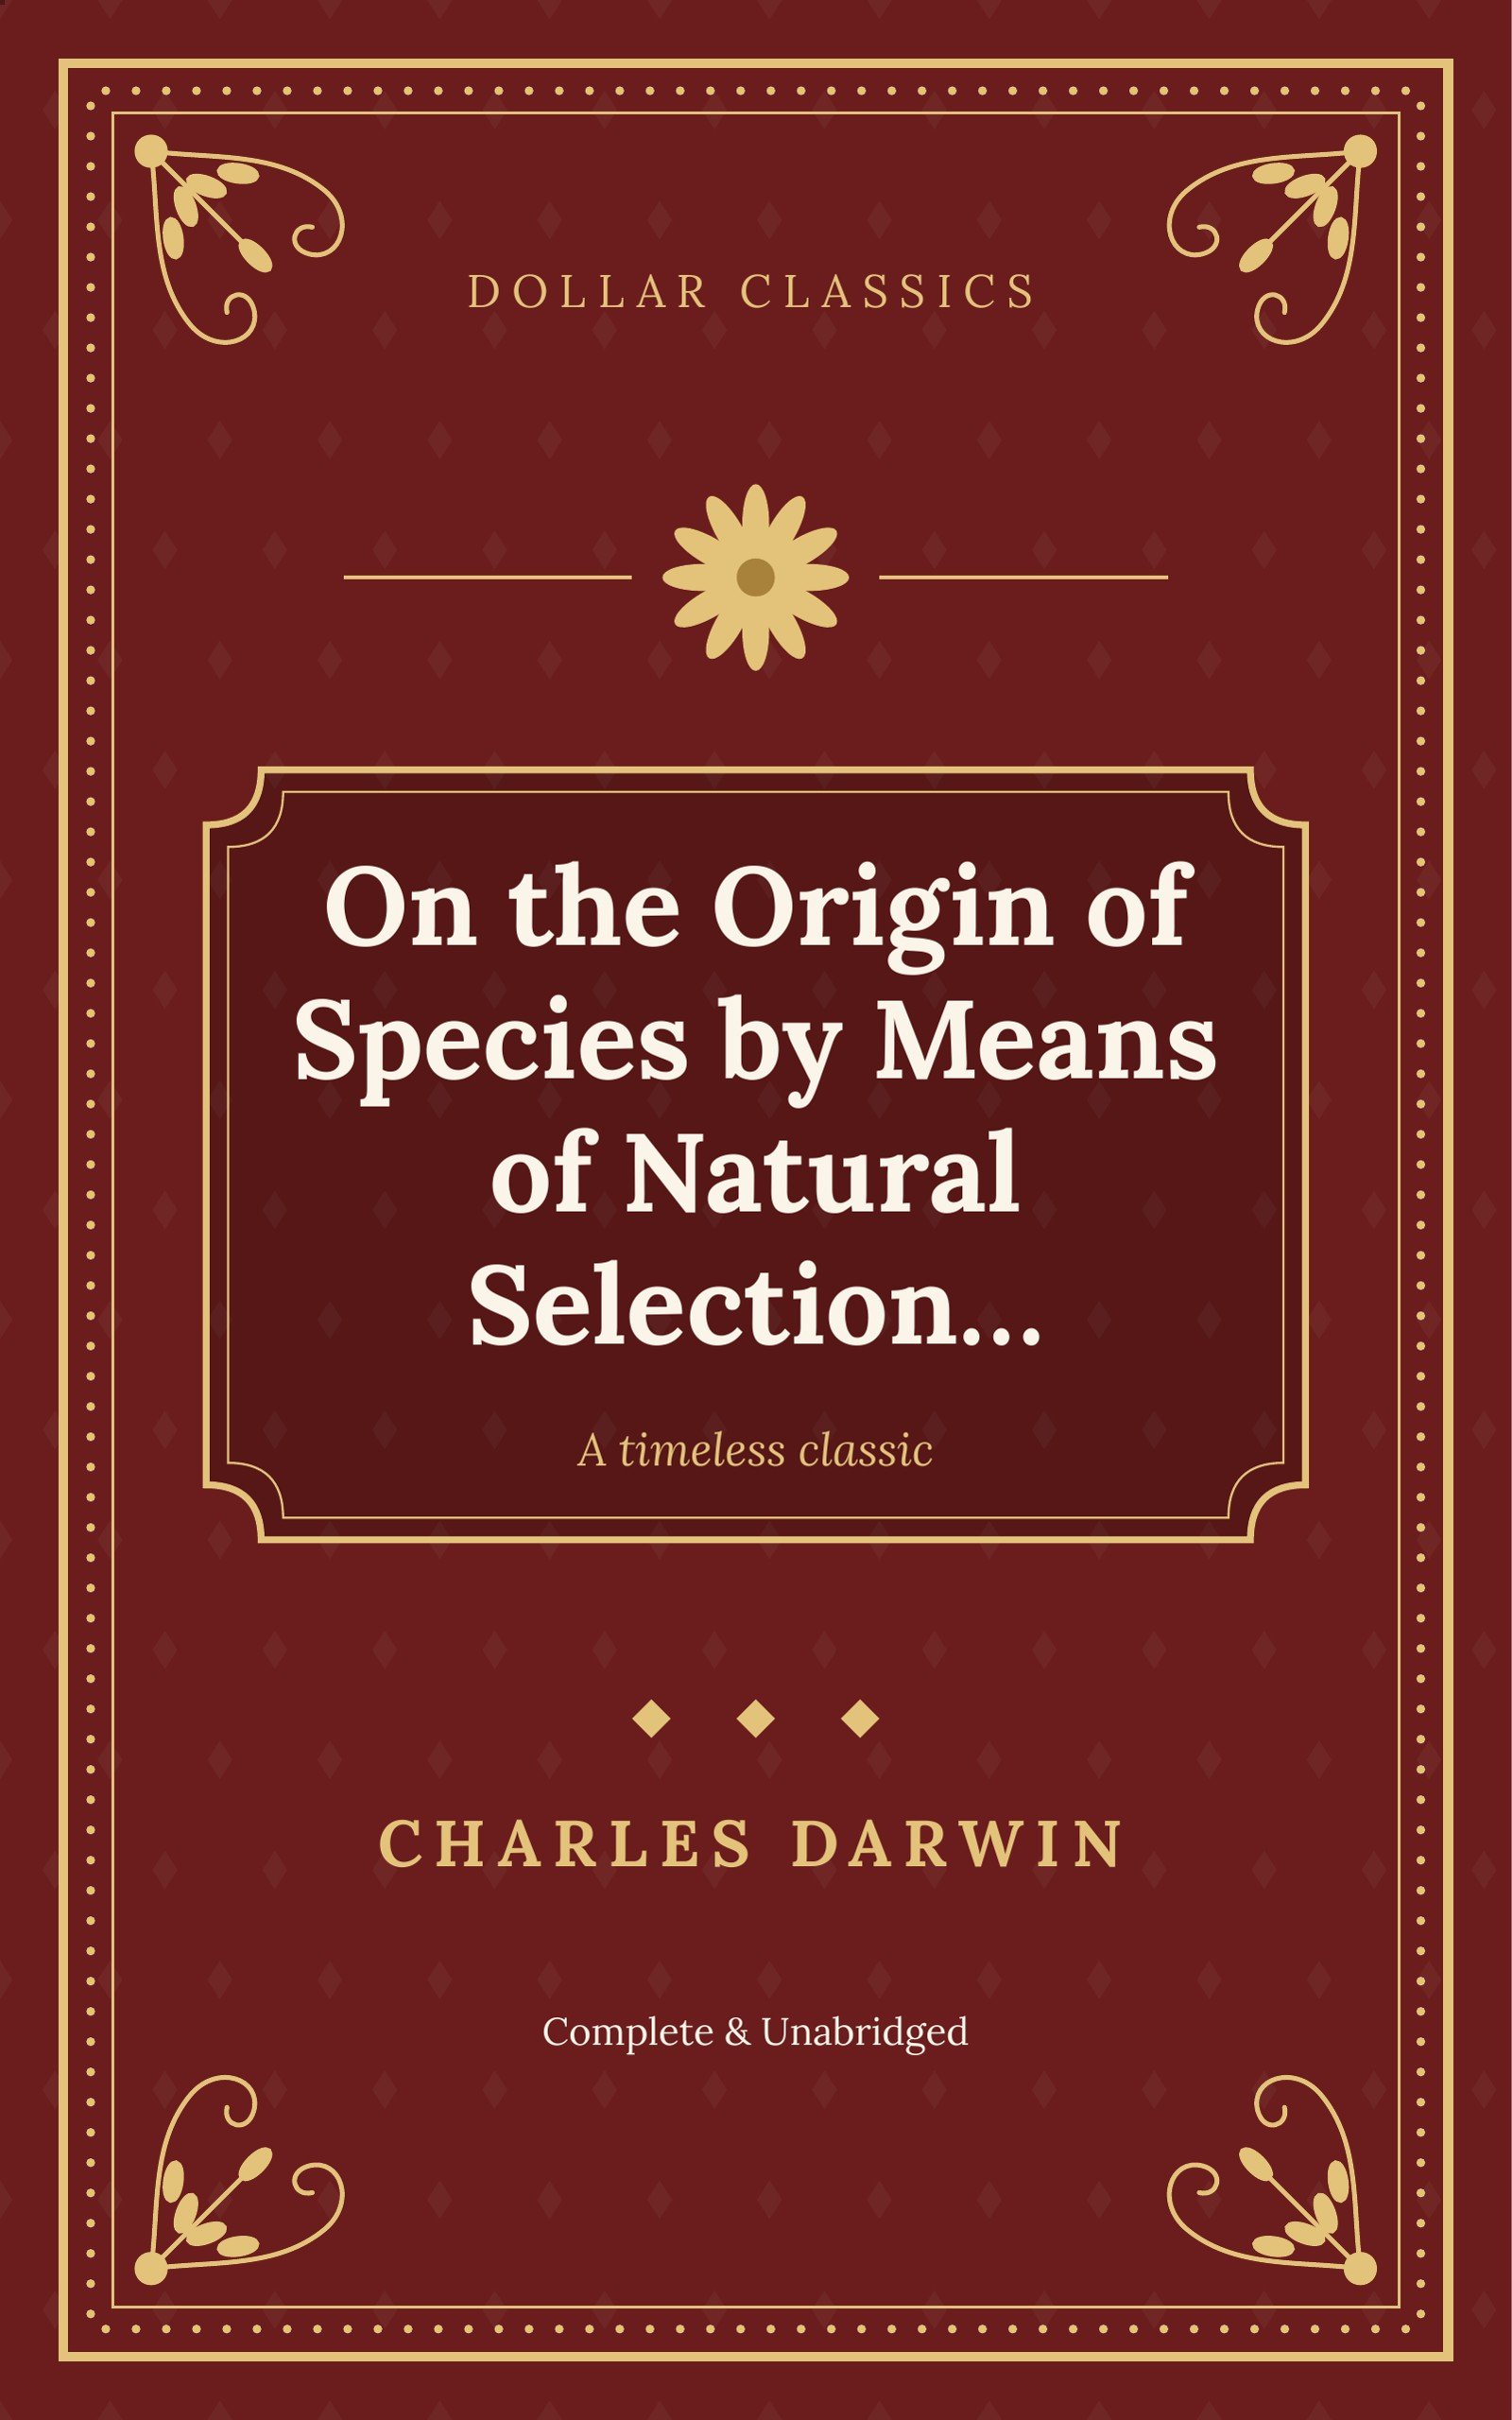 DOLLAR CLASSICS
On the Origin of
Species by Means
of Natural
Selection...
A timeless classic
CHARLES DARWIN
Complete & Unabridged